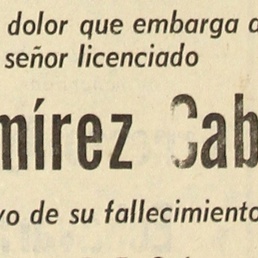 dolor que embarga a
señor licenciado
mírez Cab
vo de su fallecimiento